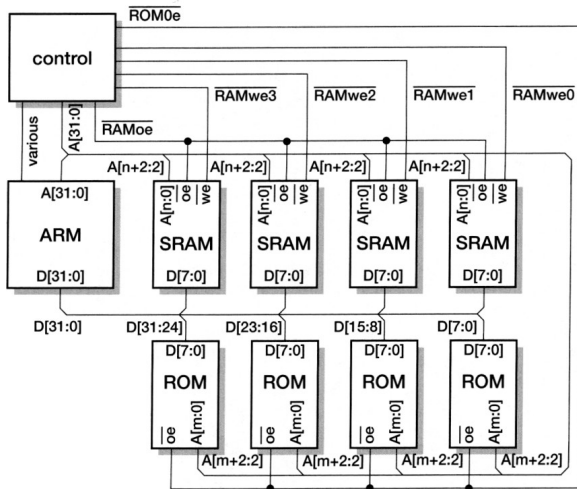 ROM0e
control
RAMwe3
RAMwe2
RAMwe1
RAMwe0
various
A[31:0]
RAMoe
A[n+2:2]
A[n+2:2]
A[n+2:2]
A[n+2:2]
A[31:0]
ARM
D[31:0]
A[n:0]
oe
we
SRAM
D[7:0]
A[n:0]
oe
we
SRAM
D[7:0]
A[n:0]
oe
we
SRAM
D[7:0]
A[n:0]
oe
we
SRAM
D[7:0]
D[31:0]
D[31:24]
D[23:16]
D[15:8]
D[7:0]
D[7:0]
ROM
oe
A[m:0]
D[7:0]
ROM
oe
A[m:0]
D[7:0]
ROM
oe
A[m:0]
D[7:0]
ROM
oe
A[m:0]
A[m+2:2]
A[m+2:2]
A[m+2:2]
A[m+2:2]